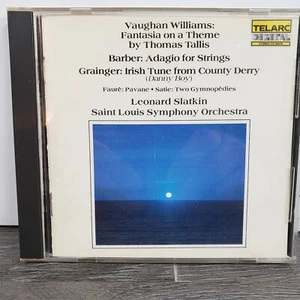 Vaughan Williams:
Fantasia on a Theme
by Thomas Tallis
TELARC
DIGITAL
Barber: Adagio for Strings
Grainger: Irish Tune from County Derry
(Danny Boy)
Fauré: Pavane • Satie: Two Gymnopédies
Leonard Slatkin
Saint Louis Symphony Orchestra